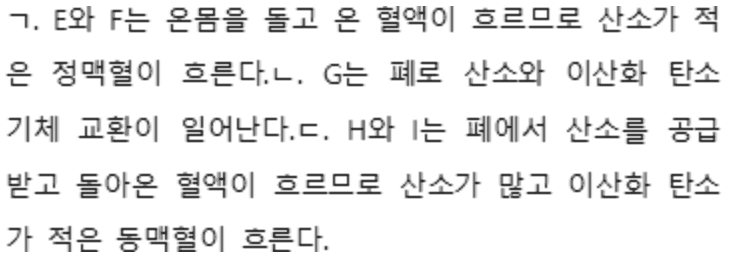 ㄱ. E와 F는 온몸을 돌고 온 혈액이 흐르므로 산소가 적
은 정맥혈이 흐른다.ㄴ. G는 폐로 산소와 이산화 탄소
기체 교환이 일어난다.ㄷ. H와 I는 폐에서 산소를 공급
받고 돌아온 혈액이 흐르므로 산소가 많고 이산화 탄소
가 적은 동맥혈이 흐른다.